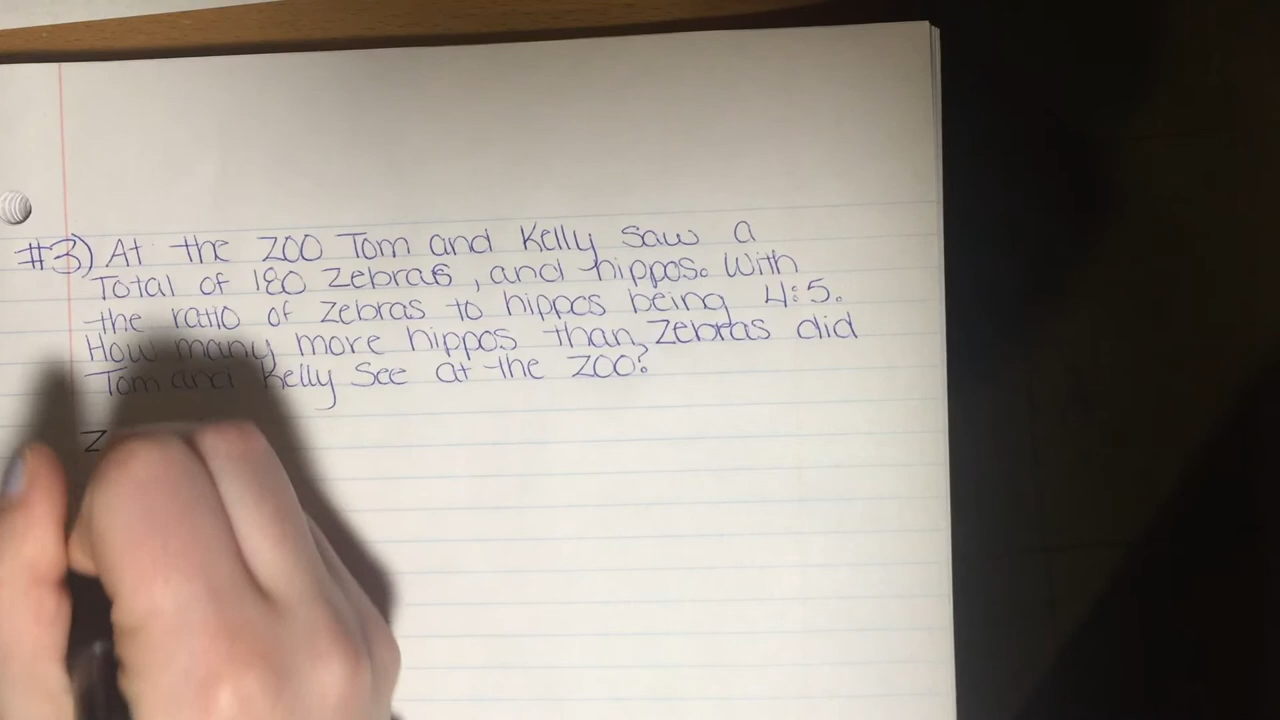 #3) At the ZOO Tom and Kelly saw a
Total of 180 zebras, and hippos. With
the ratio of zebras to hippos being 4:5.
How many more hippos than zebras did
Tom and Kelly See at the ZOO?
Z